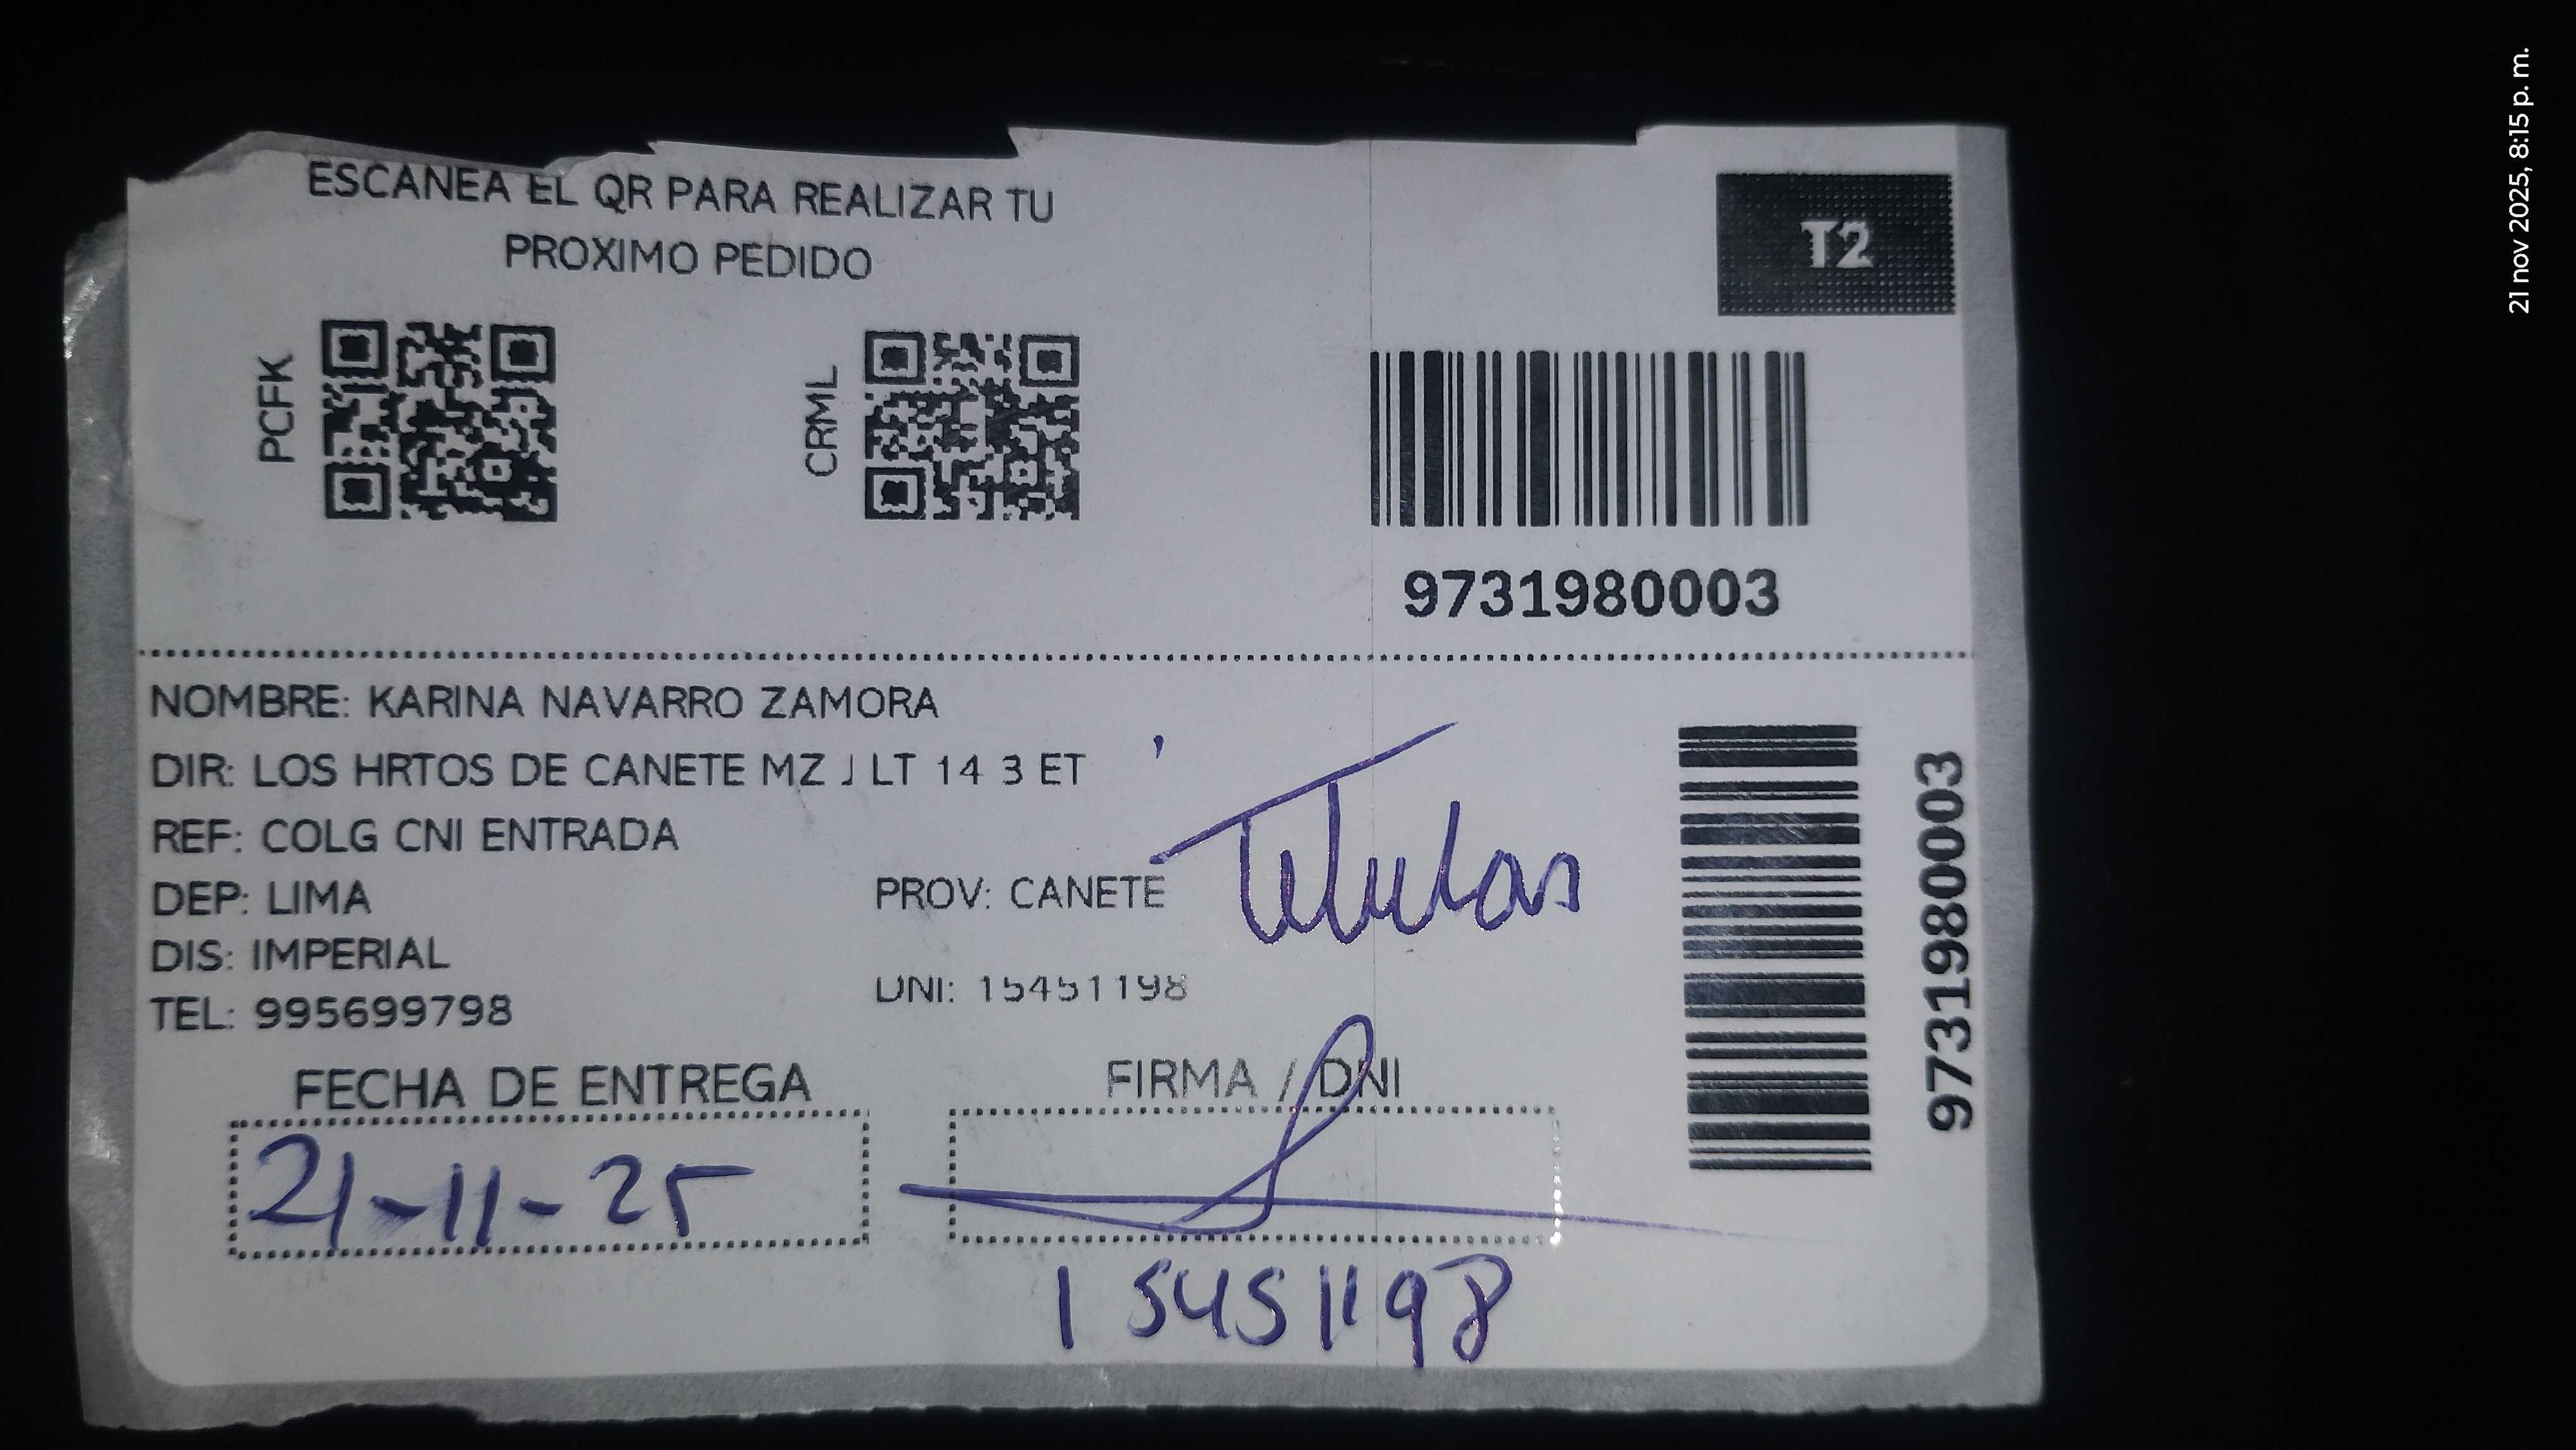 ESCANEA EL QR PARA REALIZAR TU
PROXIMO PEDIDO
T2
PCFK
CRML
9731980003
NOMBRE: KARINA NAVARRO ZAMORA
DIR: LOS HRTOS DE CANETE MZ J LT 14 3 ET
REF: COLG CNI ENTRADA
DEP: LIMA
PROV: CANETE
Titular
DIS: IMPERIAL
DNI: 15451198
TEL: 995699798
9731980003
FECHA DE ENTREGA
FIRMA / DNI
21-11-25
15451198
21 nov 2025, 8:15 p. m.